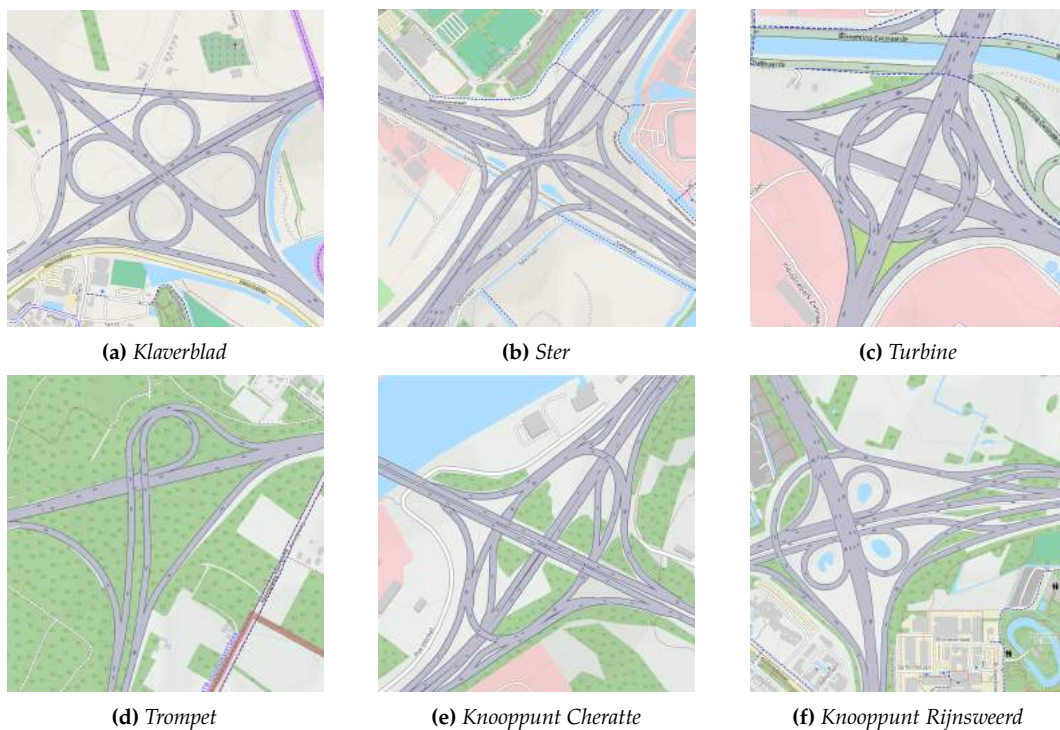 (a) Klaverblad
(b) Ster
(c) Turbine
(d) Trompet
(e) Knooppunt Cheratte
(f) Knooppunt Rijnsweerd